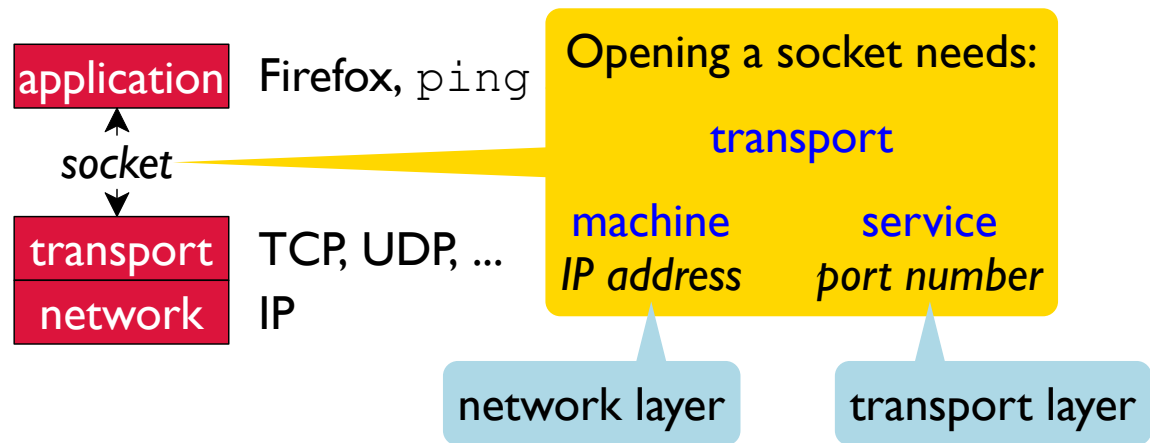 application
Firefox, ping
socket
transport
TCP, UDP, ...
network
IP
Opening a socket needs:
transport
machine
IP address
service
port number
network layer
transport layer